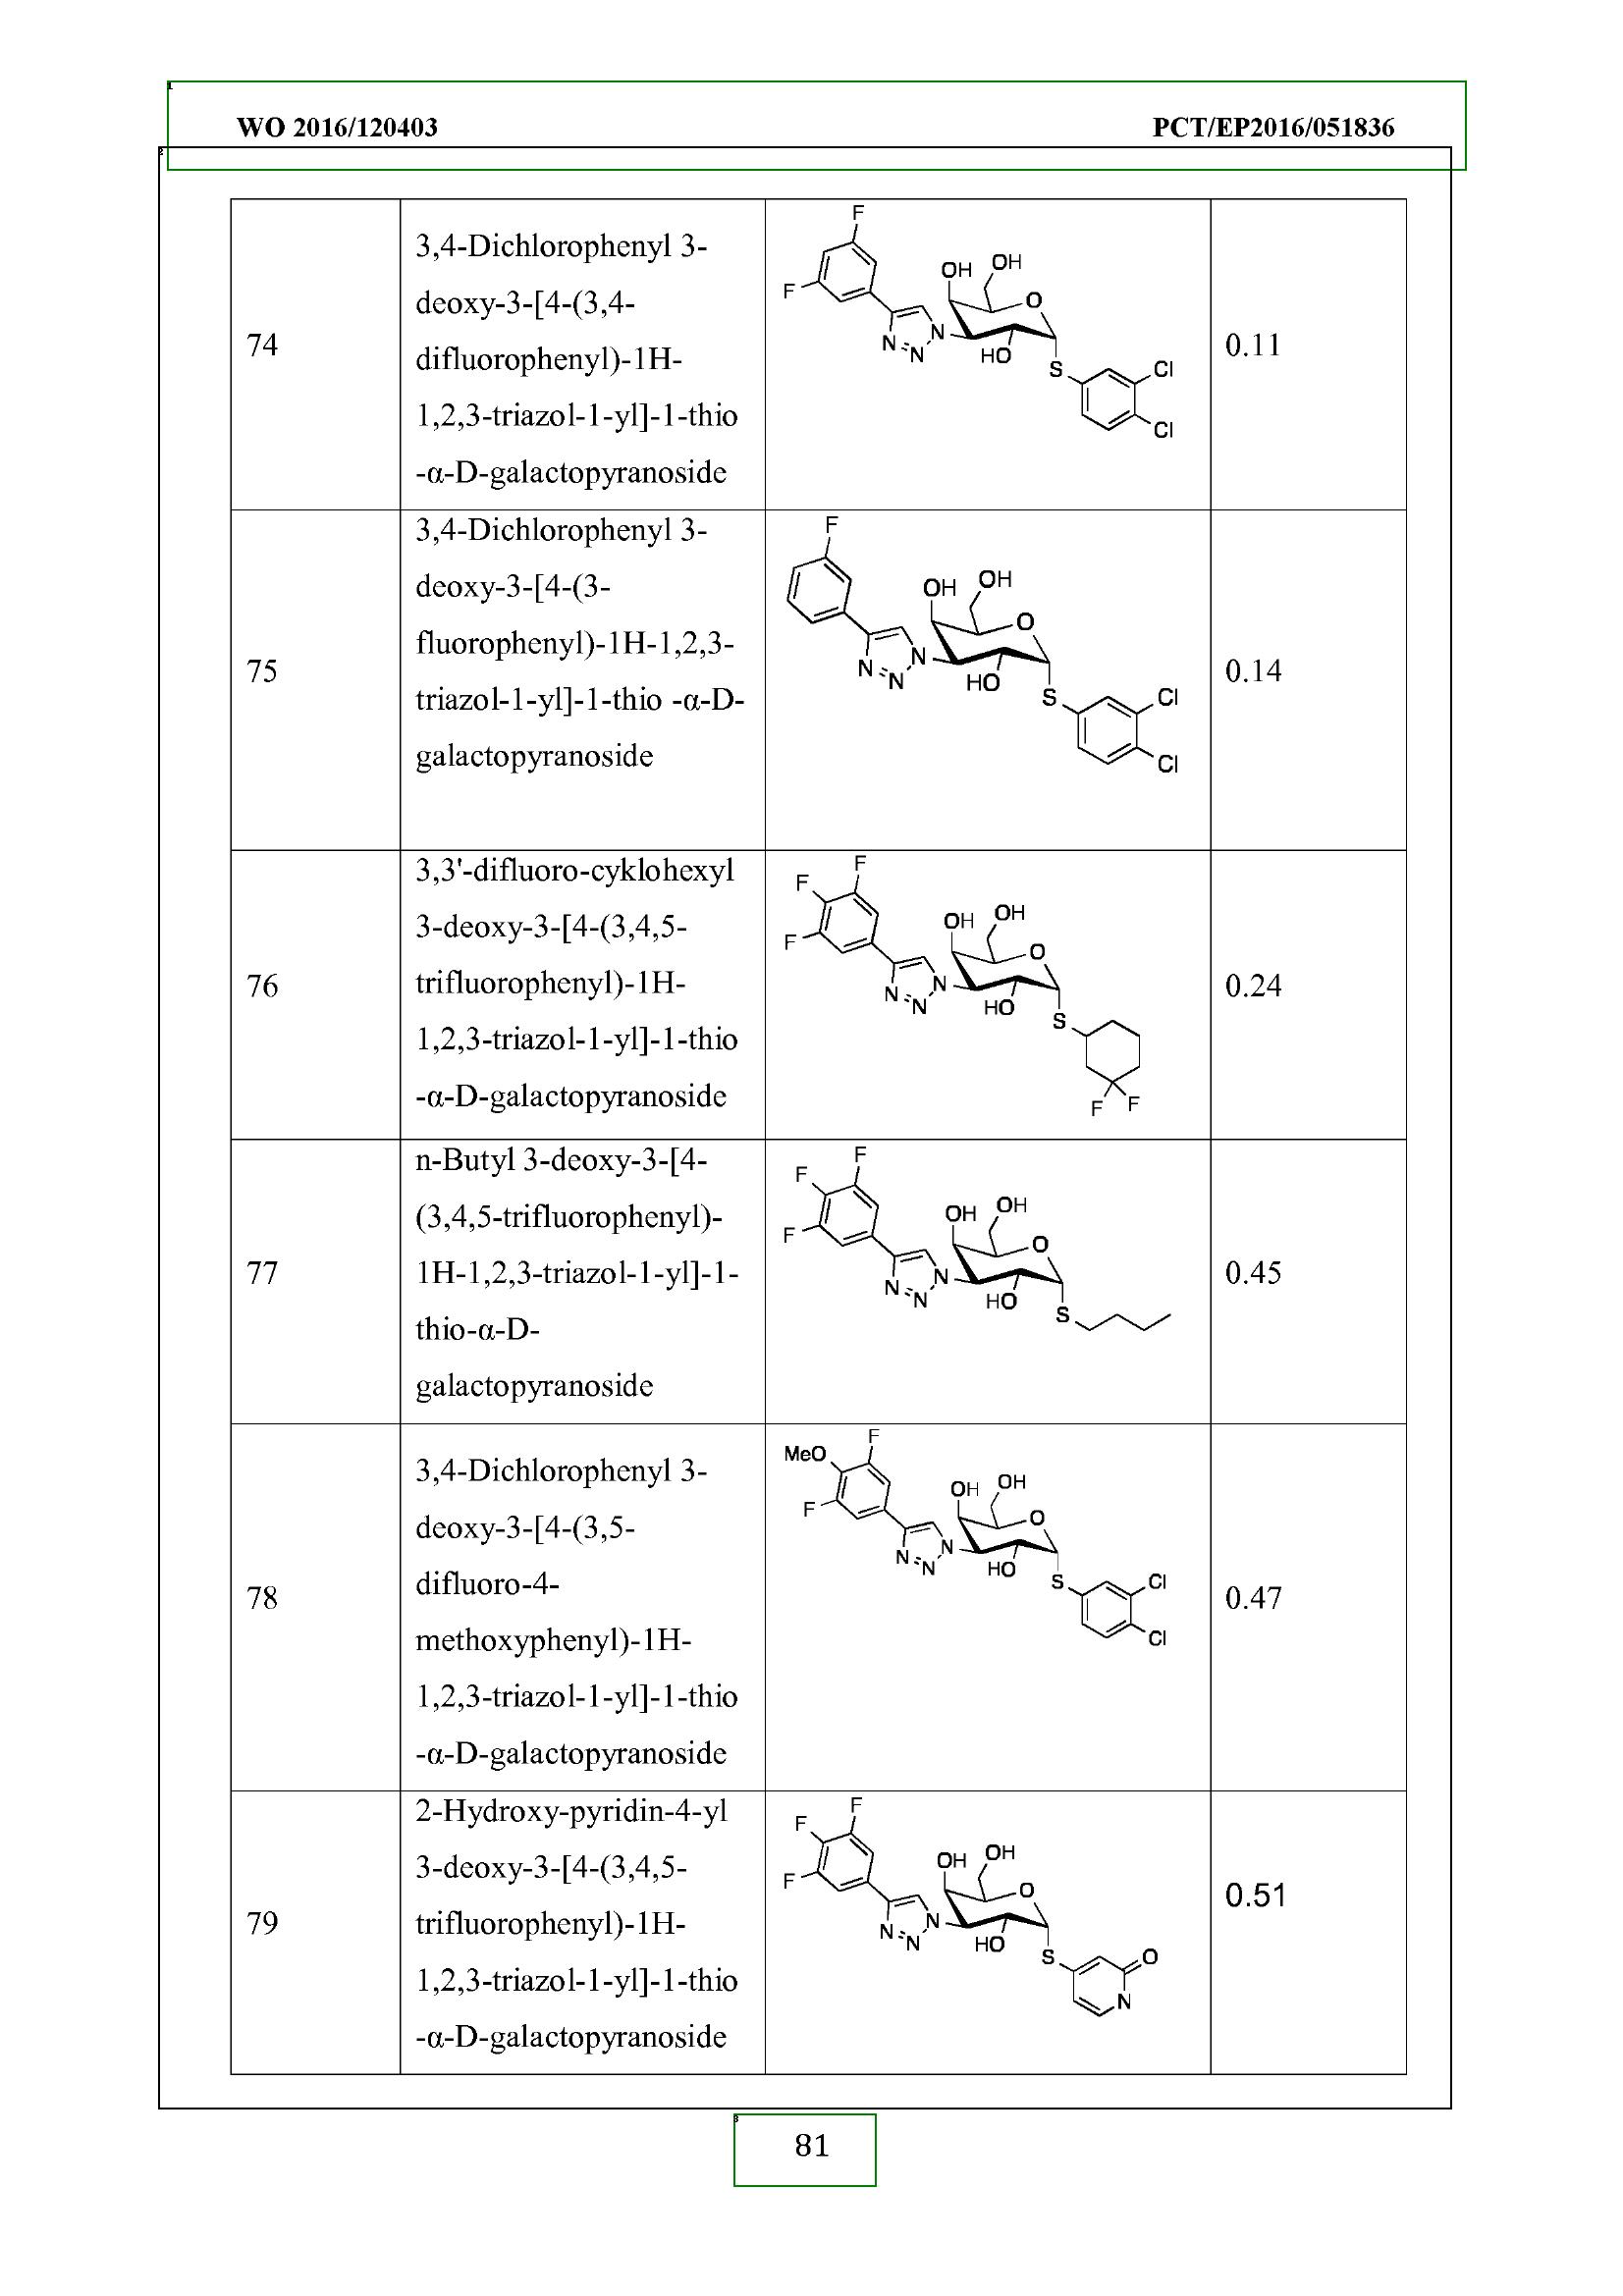 WO 2016/120403 PCT/EP2016/051836
74
3,4-Dichlorophenyl 3-
deoxy-3-[4-(3,4-
difluorophenyl)-1H-
1,2,3-triazol-1-yl]-1-thio
-α-D-galactopyranoside
F
F
OH
OH
O
N
N
N
HO
S
Cl
Cl
0.11
75
3,4-Dichlorophenyl 3-
deoxy-3-[4-(3-
fluorophenyl)-1H-1,2,3-
triazol-1-yl]-1-thio -α-D-
galactopyranoside
F
OH
OH
O
N
N
N
HO
S
Cl
Cl
0.14
76
3,3'-difluoro-cyklohexyl
3-deoxy-3-[4-(3,4,5-
trifluorophenyl)-1H-
1,2,3-triazol-1-yl]-1-thio
-α-D-galactopyranoside
F
F
F
OH
OH
O
N
N
N
HO
S
F
F
0.24
77
n-Butyl 3-deoxy-3-[4-
(3,4,5-trifluorophenyl)-
1H-1,2,3-triazol-1-yl]-1-
thio-α-D-
galactopyranoside
F
F
F
OH
OH
O
N
N
N
HO
S
0.45
78
3,4-Dichlorophenyl 3-
deoxy-3-[4-(3,5-
difluoro-4-
methoxyphenyl)-1H-
1,2,3-triazol-1-yl]-1-thio
-α-D-galactopyranoside
F
MeO
F
OH
OH
O
N
N
N
HO
S
Cl
Cl
0.47
79
2-Hydroxy-pyridin-4-yl
3-deoxy-3-[4-(3,4,5-
trifluorophenyl)-1H-
1,2,3-triazol-1-yl]-1-thio
-α-D-galactopyranoside
F
F
F
OH
OH
O
N
N
N
HO
S
O
N
0.51
81